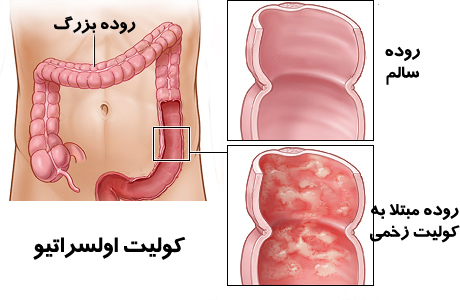 روده بزرگ
روده
سالم
روده مبتلا به
کولیت زخمی
کولیت اولسراتیو